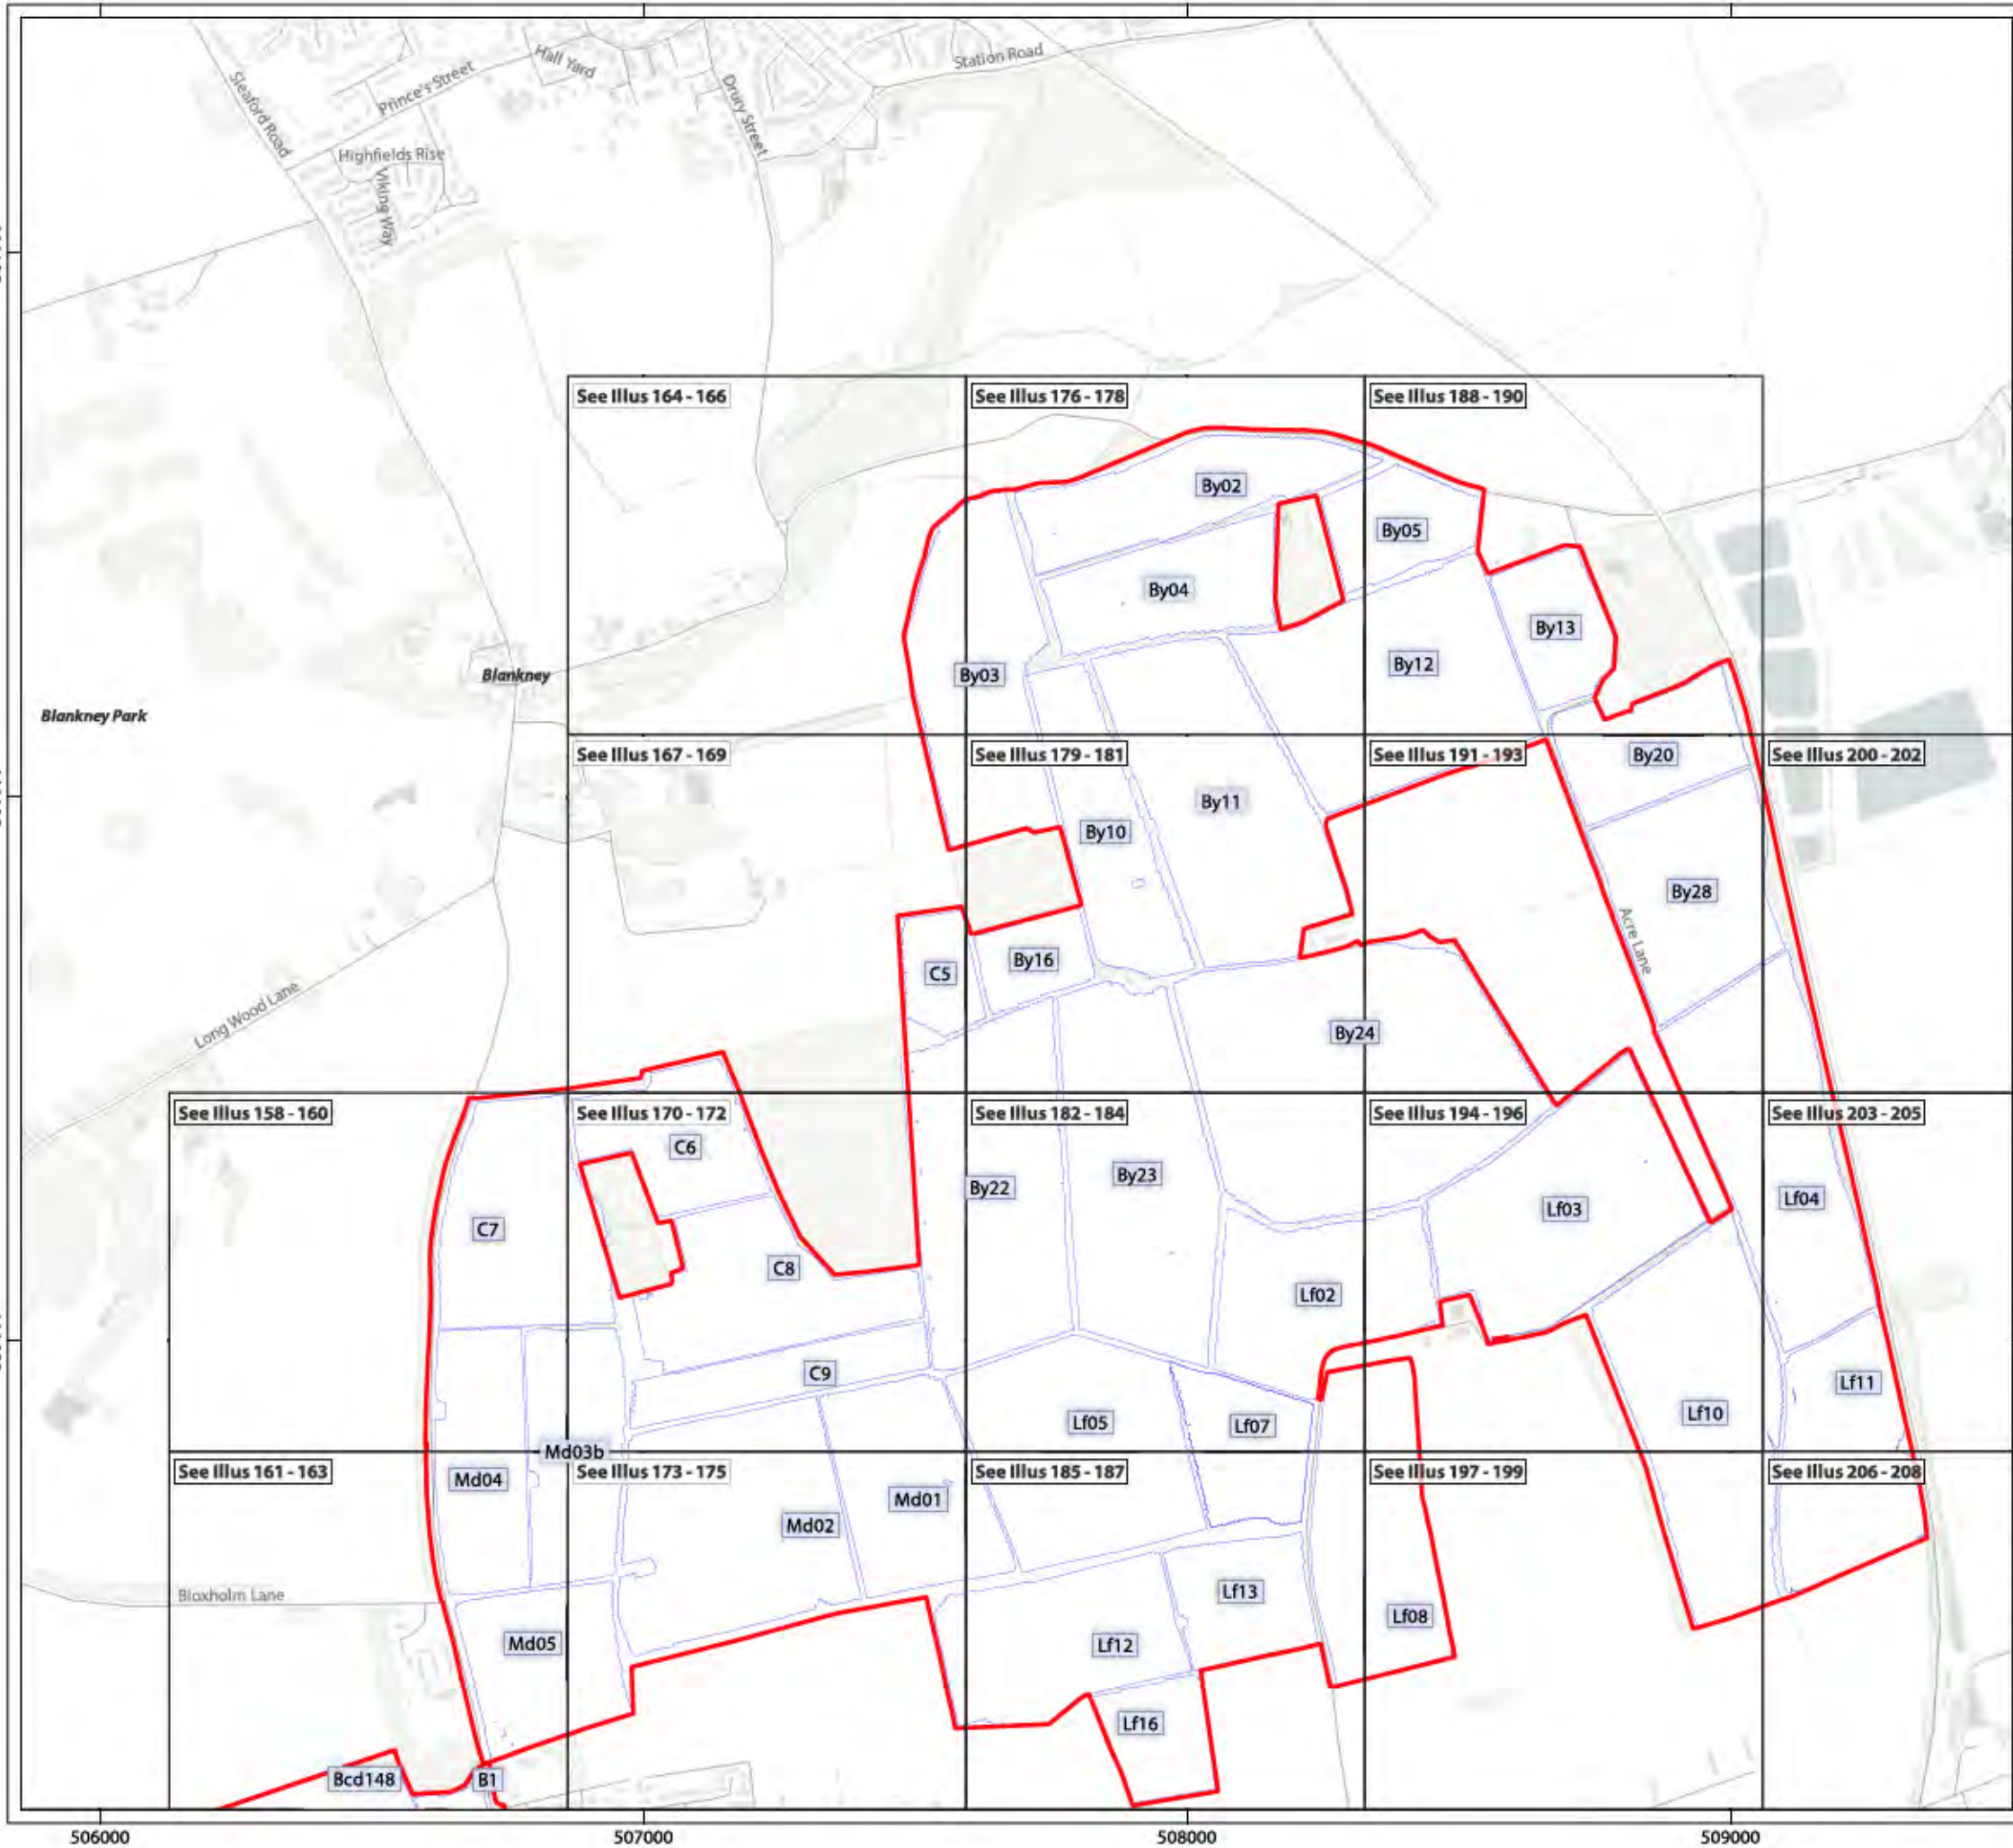 Hall Yard
Station Road
Sleaford Road
Prince's Street
Drury Street
Highfields Rise
Viking Way
See Illus 164 - 166
See Illus 176 - 178
See Illus 188 - 190
By02
By05
By04
By13
By12
Blankney
By03
Blankney Park
See Illus 167 - 169
See Illus 179 - 181
See Illus 191 - 193
By20
See Illus 200 - 202
By11
By10
By28
Acre Lane
By16
C5
Long Wood Lane
By24
See Illus 158 - 160
See Illus 170 - 172
See Illus 182 - 184
See Illus 194 - 196
See Illus 203 - 205
C6
By23
By22
Lf04
Lf03
C7
C8
Lf02
C9
Lf11
Lf10
Lf05
Lf07
Md03b
See Illus 161 - 163
Md04
See Illus 173 - 175
See Illus 185 - 187
See Illus 197 - 199
See Illus 206 - 208
Md01
Md02
Bloxholm Lane
Lf13
Lf08
Md05
Lf12
Lf16
Bcd148
B1
506000
507000
508000
509000